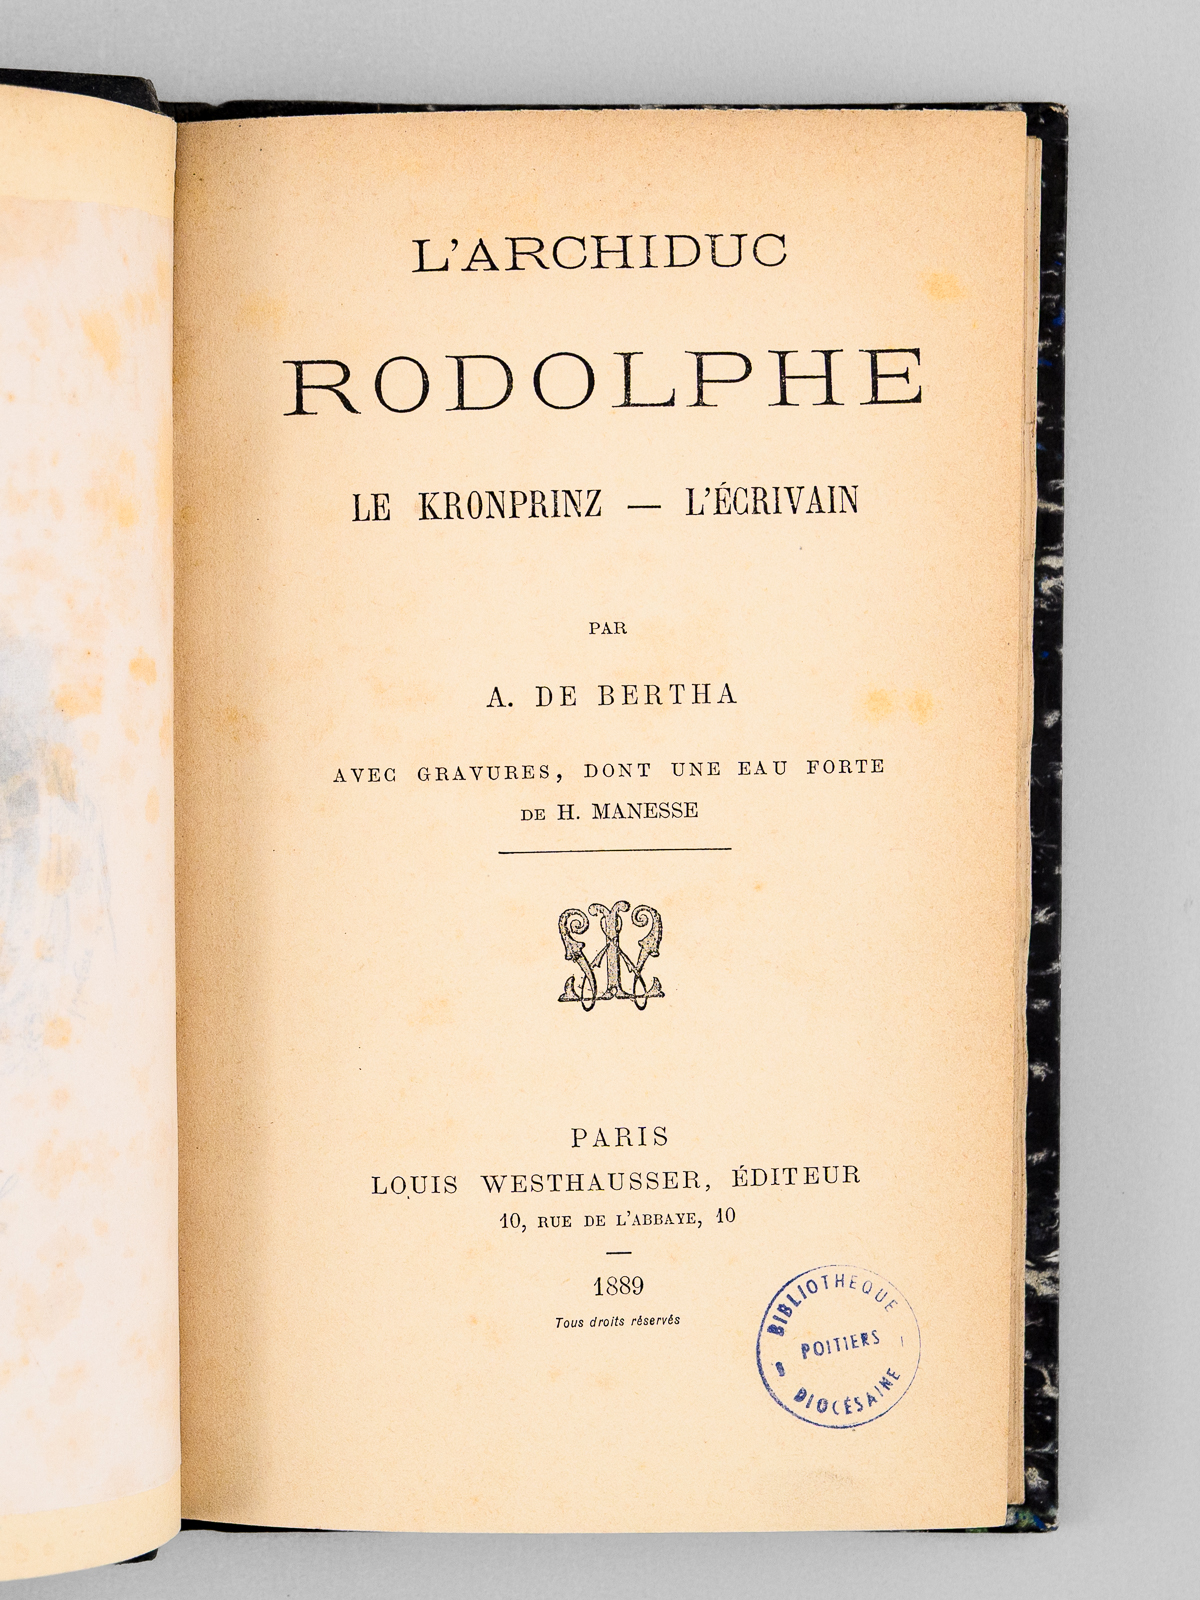 L'ARCHIDUC
RODOLPHE
LE KRONPRINZ — L'ÉCRIVAIN
PAR
A. DE BERTHA
AVEC GRAVURES, DONT UNE EAU FORTE
DE H. MANESSE
PARIS
LOUIS WESTHAUSSER, ÉDITEUR
10, RUE DE L'ABBAYE, 10
1889
Tous droits réservés
BIBLIOTHEQUE
POITIERS
DIOCÉSAINE